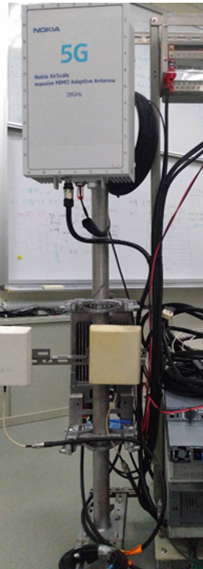 NOKIA
5G
Nokia AirScale
massive MIMO Adaptive Antenna
28GHz